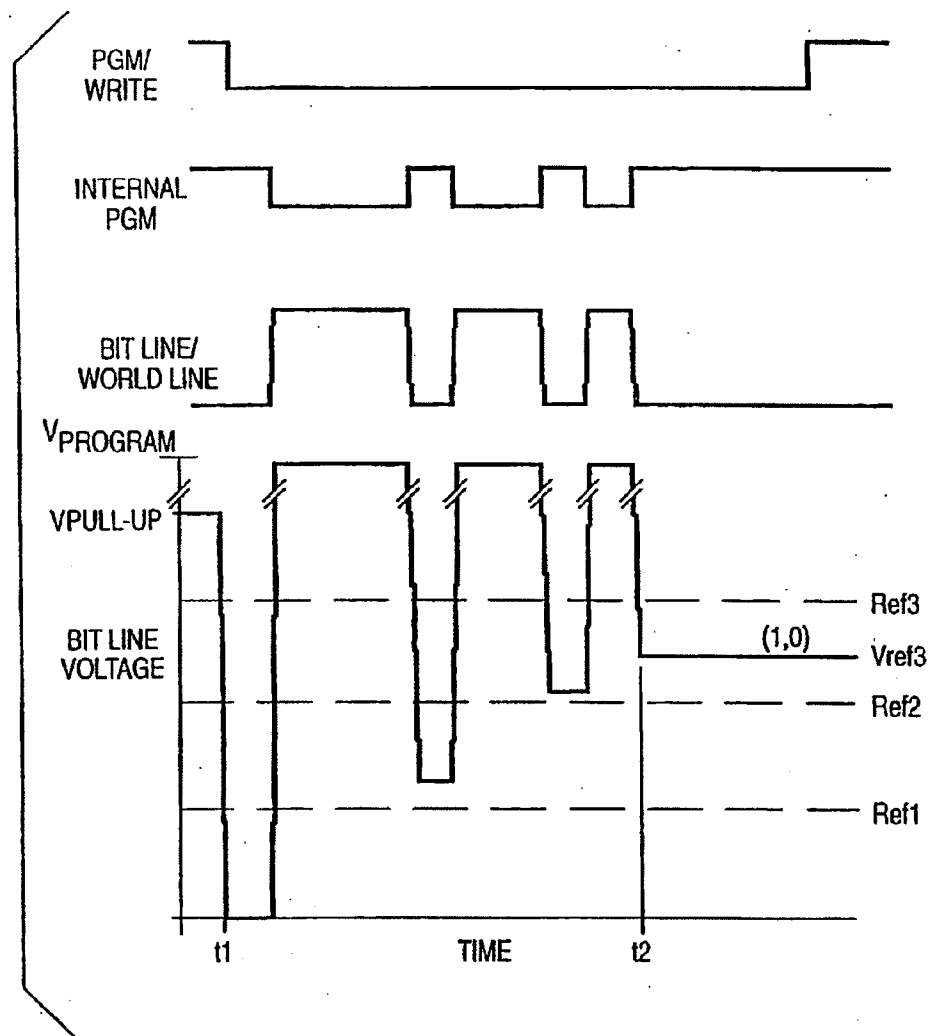 PGM/
WRITE
INTERNAL
PGM
BIT LINE/
WORLD LINE
VPROGRAM
VPULL-UP
Ref3
(1,0)
BIT LINE
VOLTAGE
Vref3
Ref2
Ref1
t1
TIME
t2